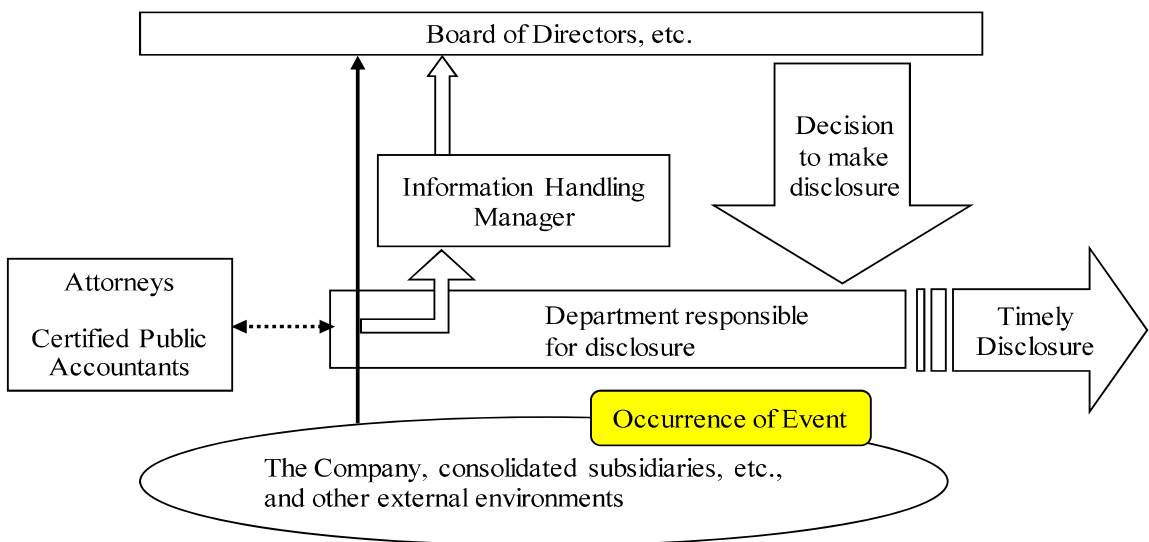 Board of Directors, etc.
Decision
to make
disclosure
Information Handling
Manager
Attorneys
Certified Public
Accountants
Department responsible
for disclosure
Timely
Disclosure
Occurrence of Event
The Company, consolidated subsidiaries, etc.,
and other external environments